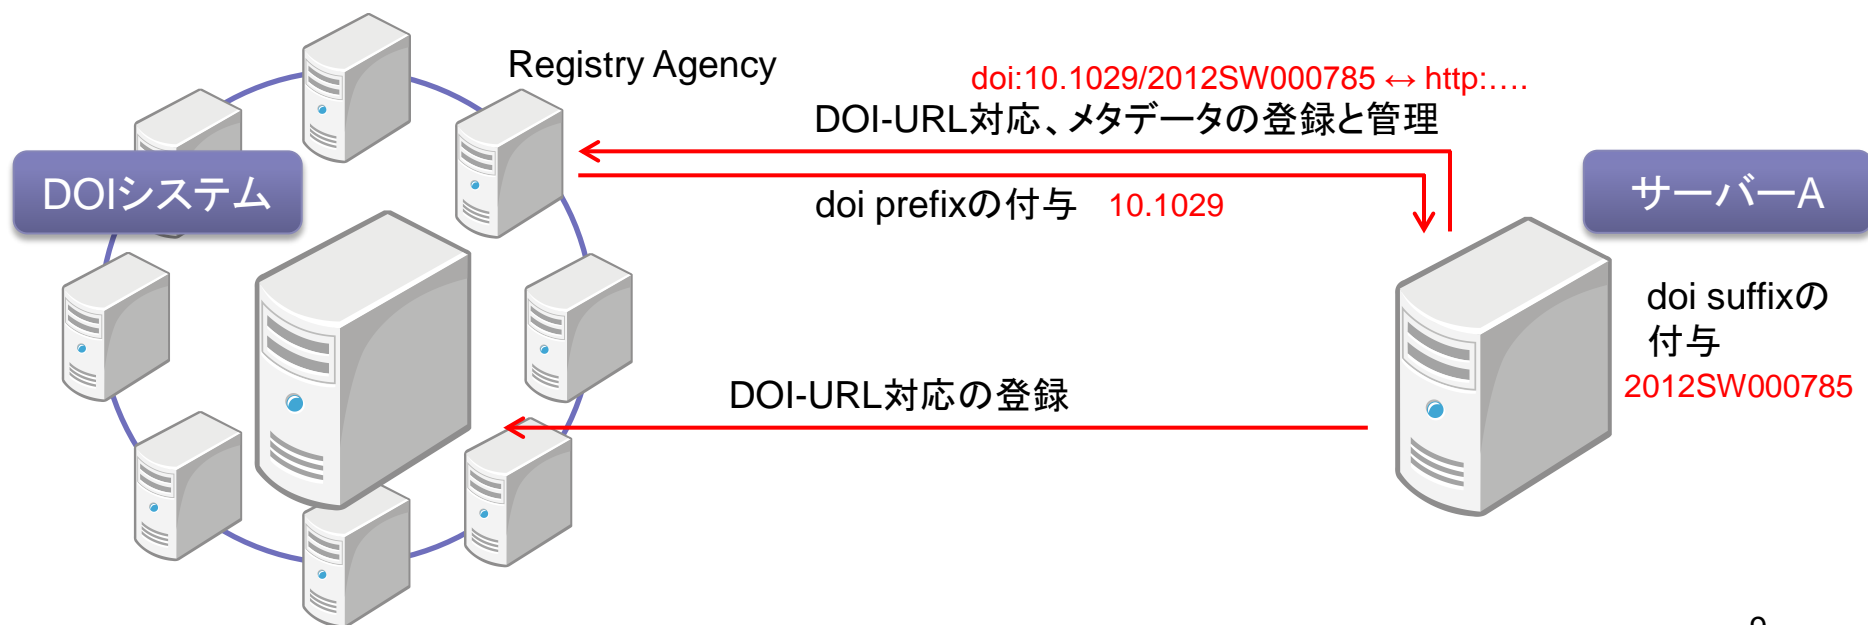 Registry Agency
doi:10.1029/2012SW000785 ↔ http:….
DOI-URL対応、メタデータの登録と管理
DOIシステム
サーバーA
doi prefixの付与 10.1029
doi suffixの
付与
2012SW000785
DOI-URL対応の登録